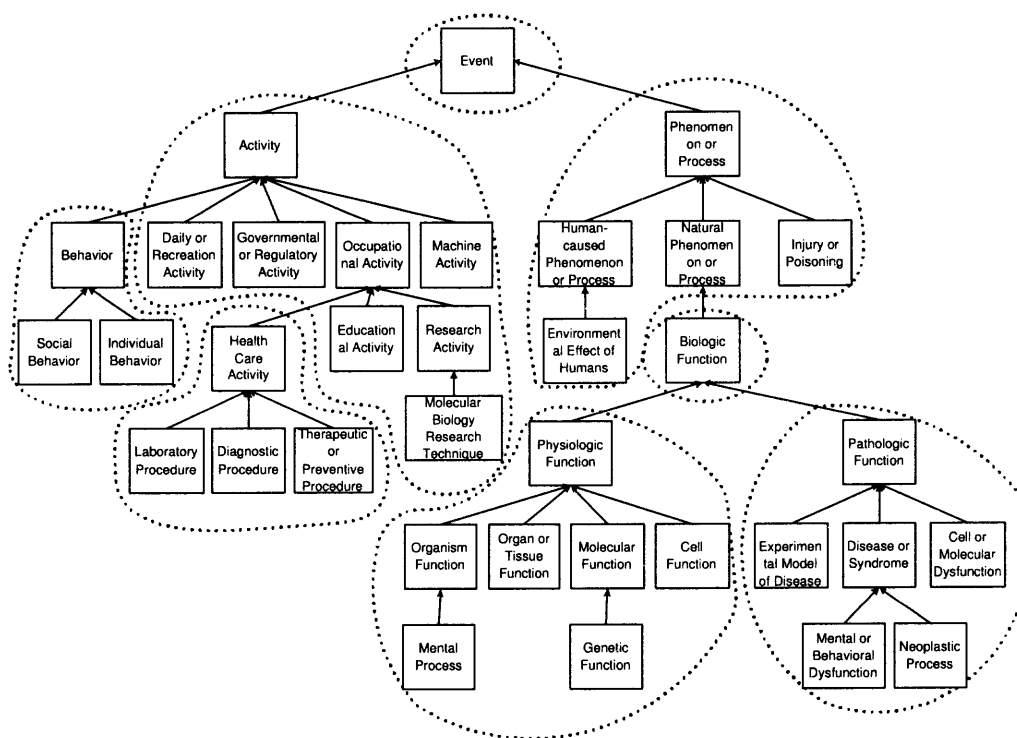 Event
Activity
Phenomen
on or
Process
Behavior
Daily or
Recreation
Activity
Governmental
or Regulatory
Activity
Occupatio
nal Activity
Machine
Activity
Human-
caused
Phenomenon
or Process
Natural
Phenomen
on or
Process
Injury or
Poisoning
Social
Behavior
Individual
Behavior
Health
Care
Activity
Education
al Activity
Research
Activity
Environment
al Effect of
Humans
Biologic
Function
Laboratory
Procedure
Diagnostic
Procedure
Therapeutic
or
Preventive
Procedure
Molecular
Biology
Research
Technique
Physiologic
Function
Pathologic
Function
Organism
Function
Organ or
Tissue
Function
Molecular
Function
Cell
Function
Experimen
tal Model
of Disease
Disease or
Syndrome
Cell or
Molecular
Dysfunction
Mental
Process
Genetic
Function
Mental or
Behavioral
Dysfunction
Neoplastic
Process